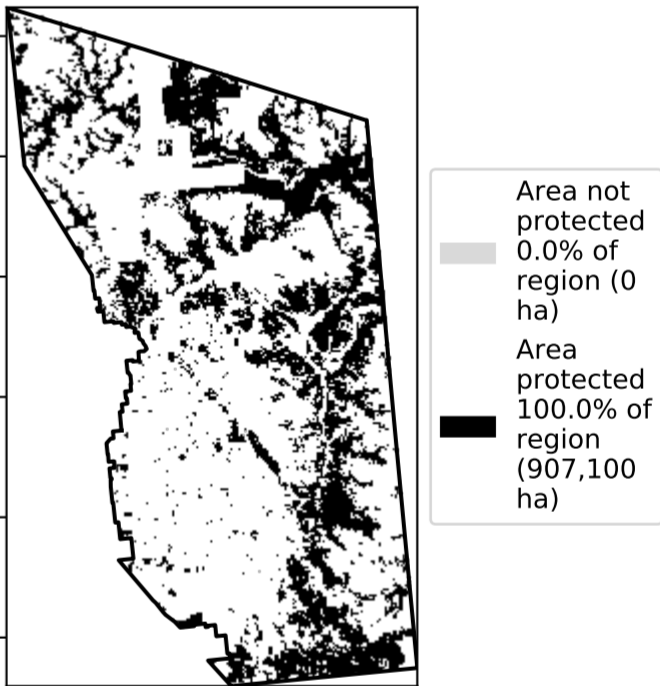 Area not
protected
0.0% of
region (0
ha)
Area
protected
100.0% of
region
(907,100
ha)